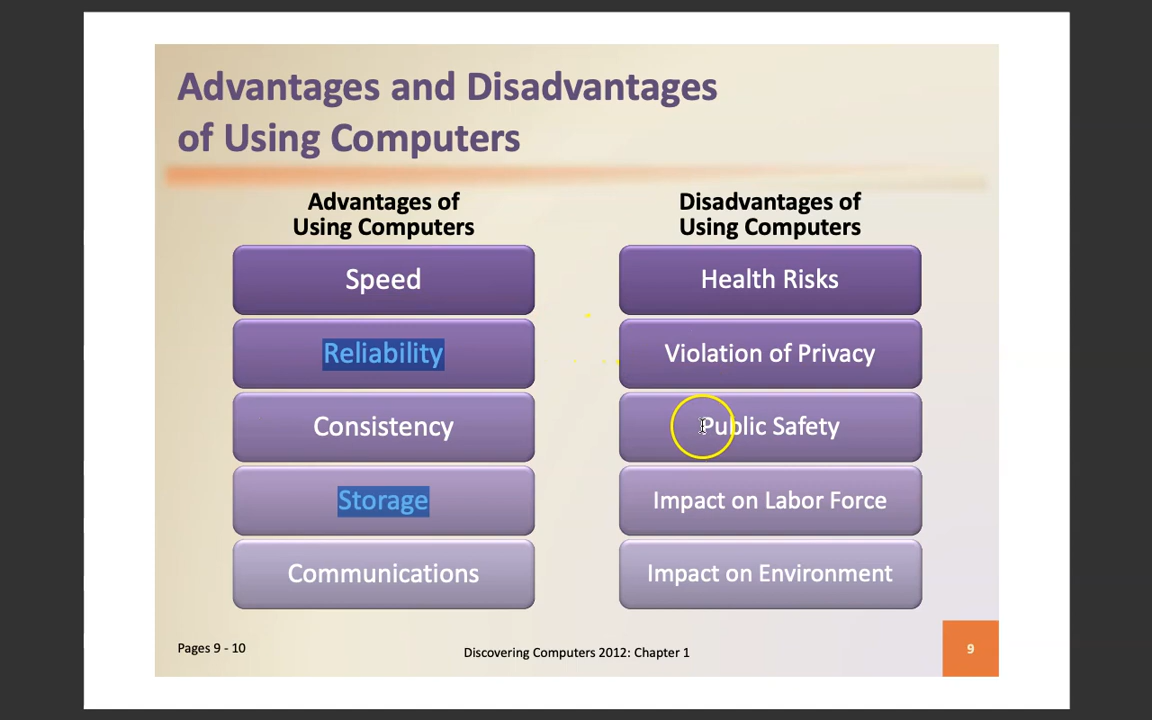 Advantages and Disadvantages
of Using Computers
Advantages of
Using Computers
Speed
Reliability
Consistency
Storage
Communications
Disadvantages of
Using Computers
Health Risks
Violation of Privacy
Public Safety
Impact on Labor Force
Impact on Environment
Pages 9 - 10
Discovering Computers 2012: Chapter 1
9